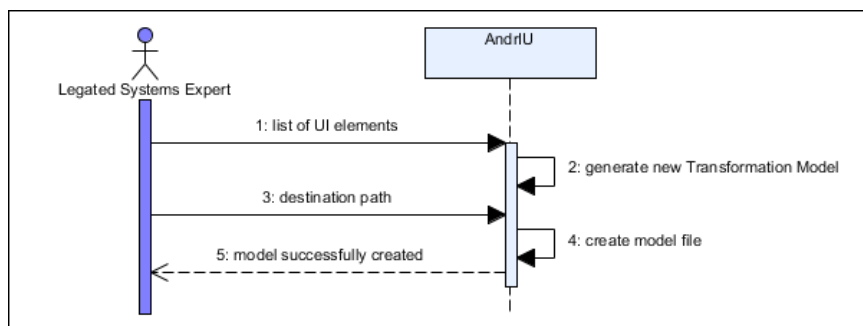 AndrIU
Legated Systems Expert
1: list of UI elements
2: generate new Transformation Model
3: destination path
4: create model file
5: model successfully created